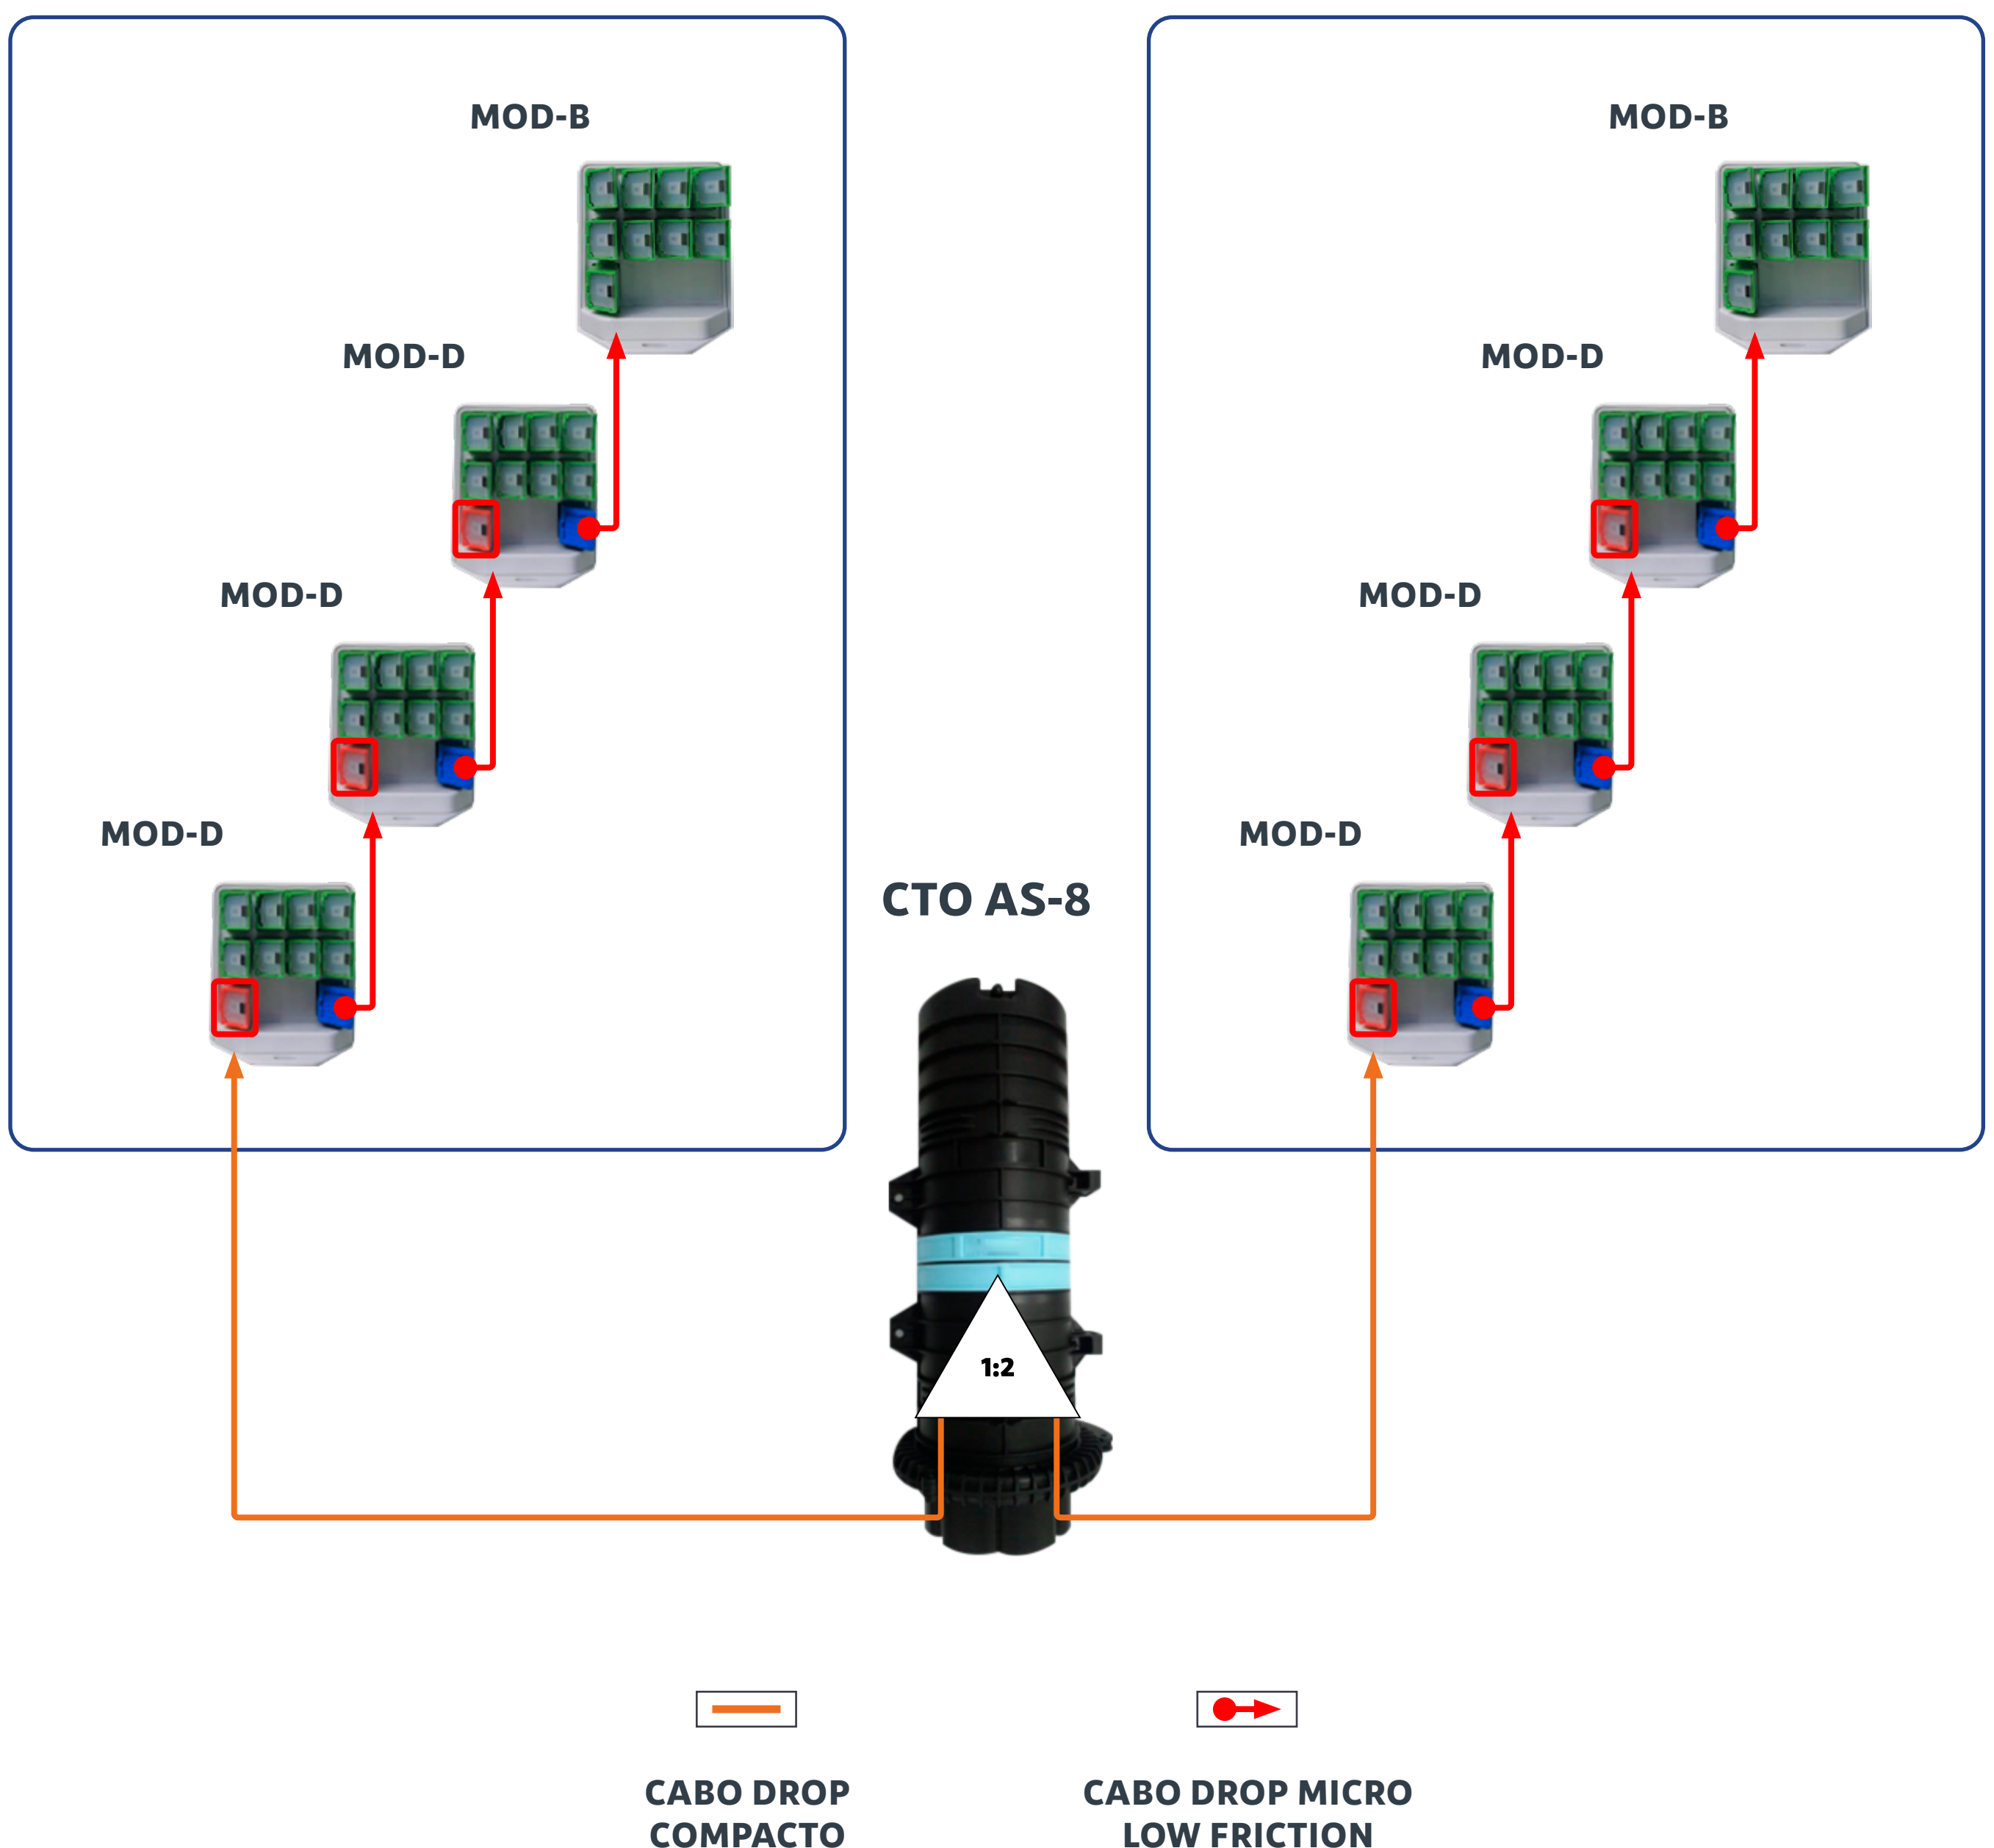 MOD-B
MOD-B
MOD-D
MOD-D
MOD-D
MOD-D
MOD-D
MOD-D
CTO AS-8
1:2
CABO DROP
COMPACTO
CABO DROP MICRO
LOW FRICTION